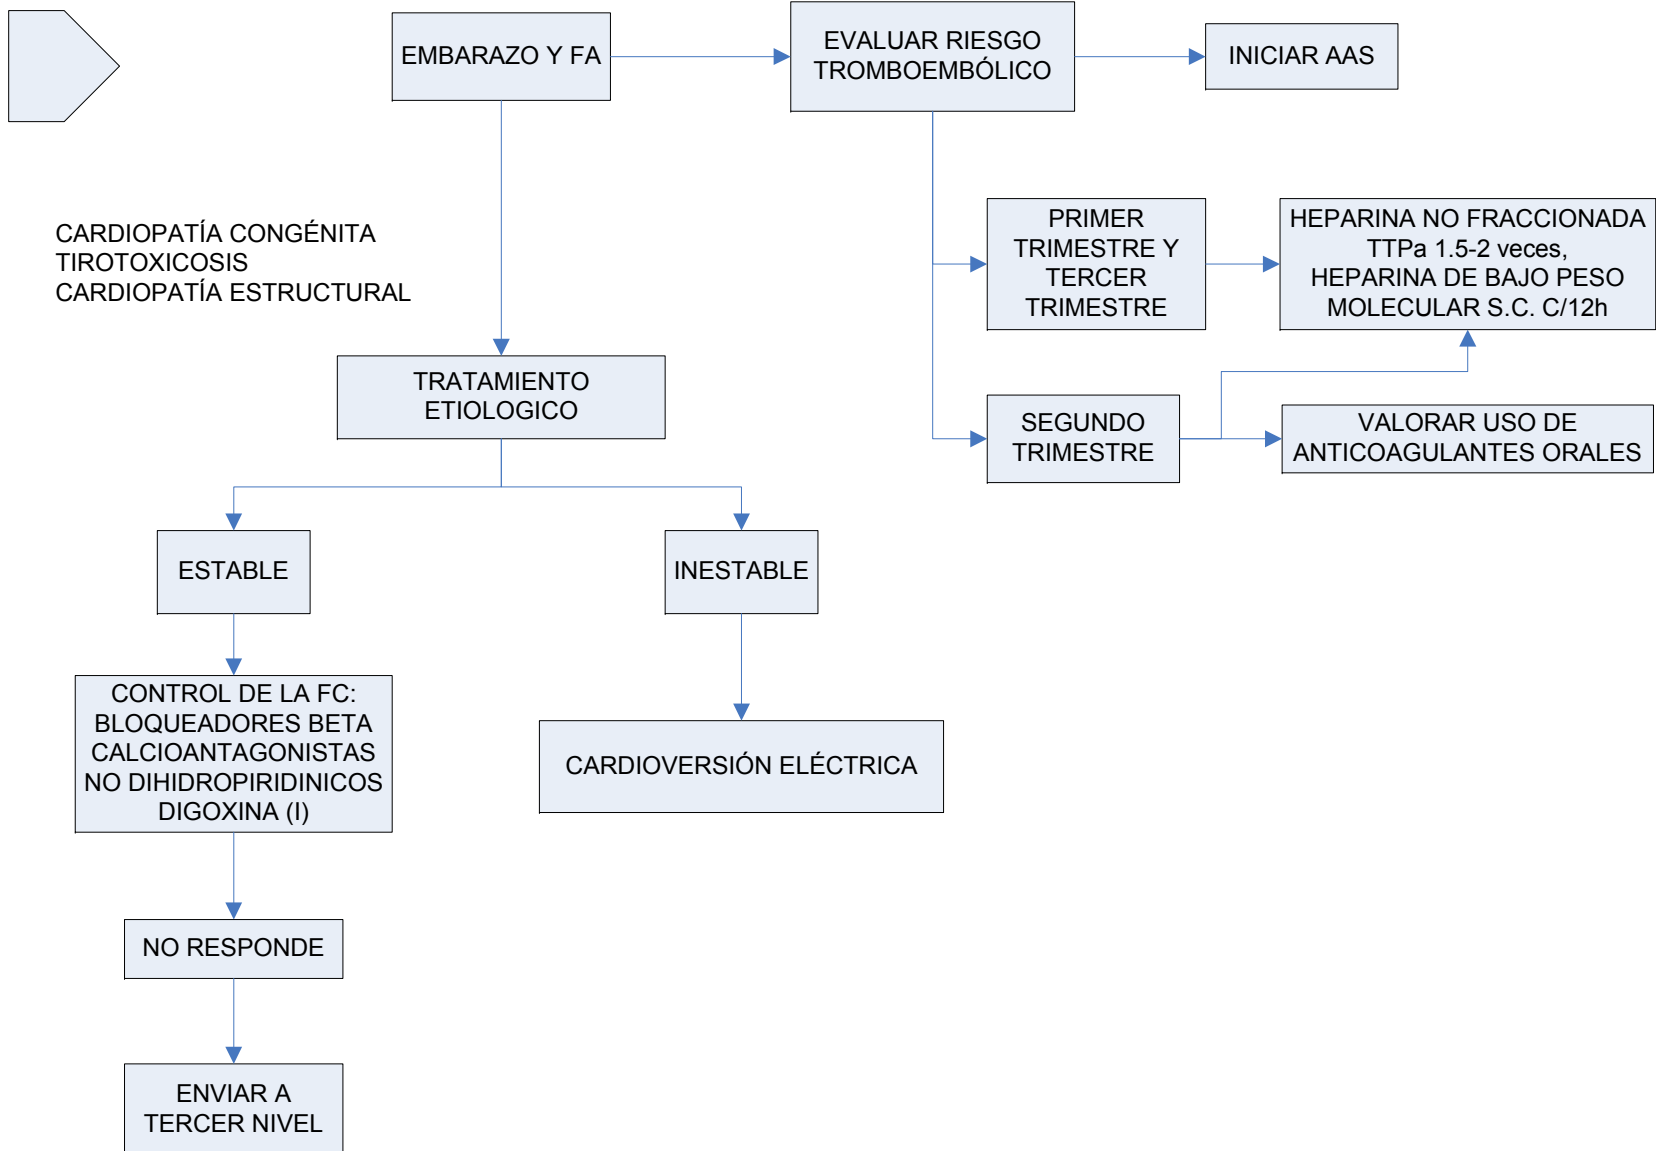 EMBARAZO Y FA
EVALUAR RIESGO
TROMBOEMBÓLICO
INICIAR AAS
PRIMER
TRIMESTRE Y
TERCER
TRIMESTRE
HEPARINA NO FRACCIONADA
TTPa 1.5-2 veces,
HEPARINA DE BAJO PESO
MOLECULAR S.C. C/12h
CARDIOPATÍA CONGÉNITA
TIROTOXICOSIS
CARDIOPATÍA ESTRUCTURAL
TRATAMIENTO
ETIOLOGICO
SEGUNDO
TRIMESTRE
VALORAR USO DE
ANTICOAGULANTES ORALES
ESTABLE
INESTABLE
CONTROL DE LA FC:
BLOQUEADORES BETA
CALCIOANTAGONISTAS
NO DIHIDROPIRIDINICOS
DIGOXINA (I)
CARDIOVERSIÓN ELÉCTRICA
NO RESPONDE
ENVIAR A
TERCER NIVEL